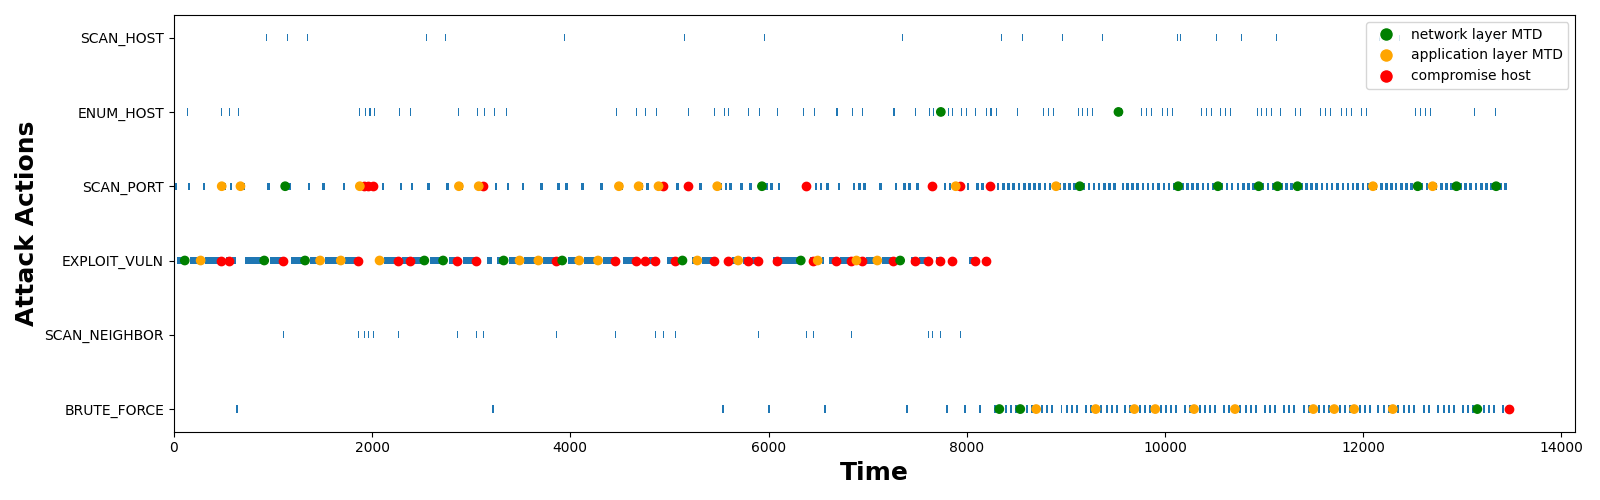 SCAN_HOST
ENUM_HOST
SCAN_PORT
EXPLOIT_VULN
SCAN_NEIGHBOR
BRUTE_FORCE
Attack Actions
network layer MTD
application layer MTD
compromise host
0 2000 4000 6000 8000 10000 12000 14000
Time